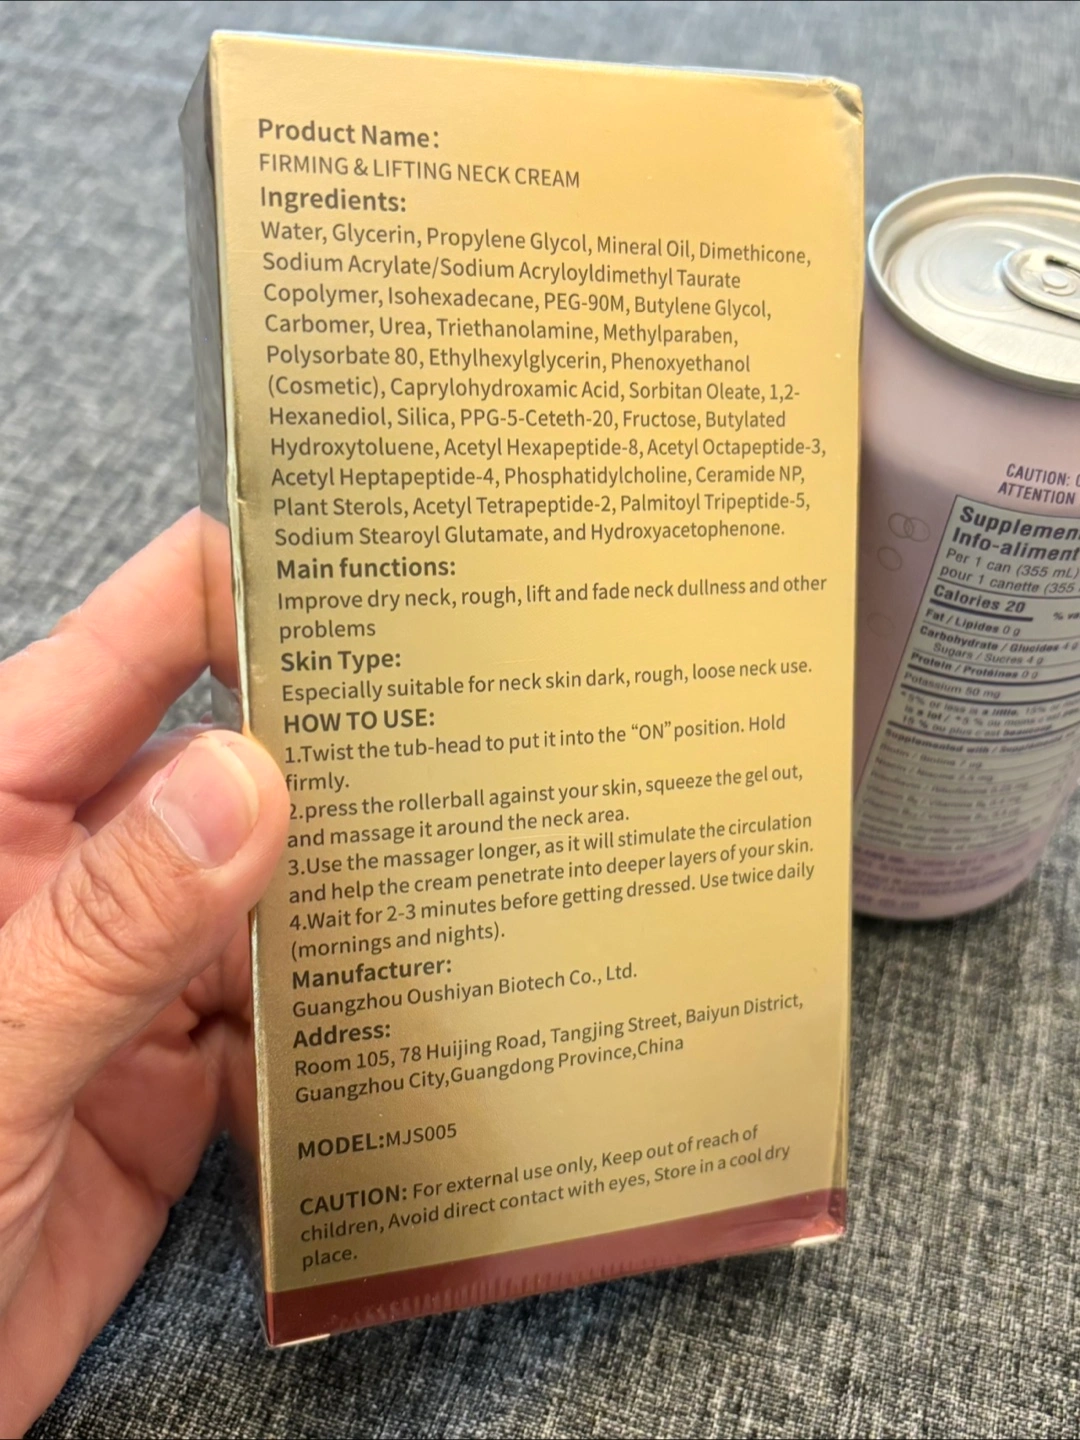 Product Name:
FIRMING & LIFTING NECK CREAM
Ingredients:
Water, Glycerin, Propylene Glycol, Mineral Oil, Dimethicone,
Sodium Acrylate/Sodium Acryloyldimethyl Taurate
Copolymer, Isohexadecane, PEG-90M, Butylene Glycol,
Carbomer, Urea, Triethanolamine, Methylparaben,
Polysorbate 80, Ethylhexylglycerin, Phenoxyethanol
(Cosmetic), Caprylohydroxamic Acid, Sorbitan Oleate, 1,2-
Hexanediol, Silica, PPG-5-Ceteth-20, Fructose, Butylated
Hydroxytoluene, Acetyl Hexapeptide-8, Acetyl Octapeptide-3,
Acetyl Heptapeptide-4, Phosphatidylcholine, Ceramide NP,
Plant Sterols, Acetyl Tetrapeptide-2, Palmitoyl Tripeptide-5,
Sodium Stearoyl Glutamate, and Hydroxyacetophenone.
Main functions:
Improve dry neck, rough, lift and fade neck dullness and other
problems
Skin Type:
Especially suitable for neck skin dark, rough, loose neck use.
HOW TO USE:
1.Twist the tub-head to put it into the “ON” position. Hold
firmly.
2.press the rollerball against your skin, squeeze the gel out,
and massage it around the neck area.
3.Use the massager longer, as it will stimulate the circulation
and help the cream penetrate into deeper layers of your skin.
4.Wait for 2-3 minutes before getting dressed. Use twice daily
(mornings and nights).
Manufacturer:
Guangzhou Oushiyan Biotech Co., Ltd.
Address:
Room 105, 78 Huijing Road, Tangjing Street, Baiyun District,
Guangzhou City,Guangdong Province,China
MODEL:MJS005
CAUTION: For external use only, Keep out of reach of
children, Avoid direct contact with eyes, Store in a cool dry
place.
CAUTION:
ATTENTION
Supplemen
Info-aliment
Per 1 can (355 mL)
pour 1 canette (355
Calories 20
Fat / Lipides 0 g
Carbohydrate / Glucides 4 g
Sugars / Sucres 4 g
Protein / Protéines 0 g
Potassium 50 mg